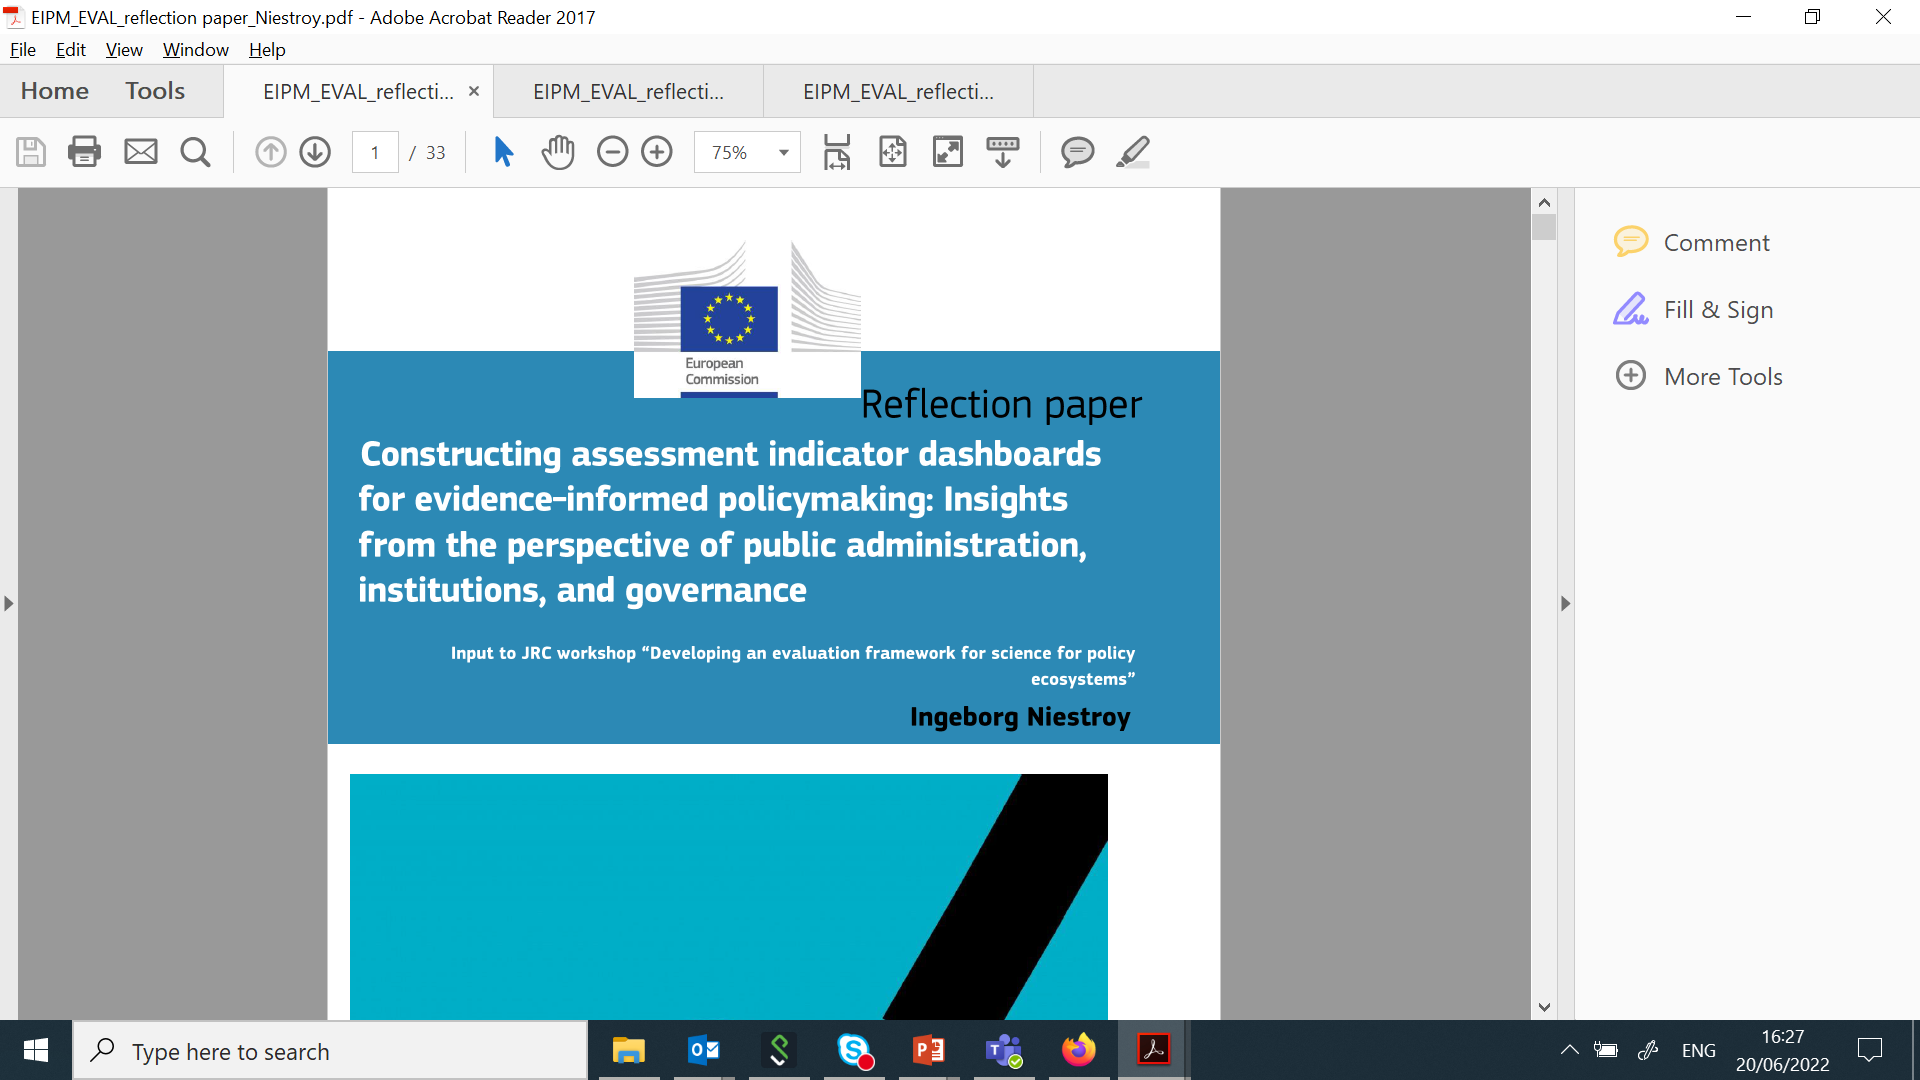 EIPM_EVAL_reflection paper_Niestroy.pdf - Adobe Acrobat Reader 2017
File Edit View Window Help
Home Tools EIPM_EVAL_reflecti... × EIPM_EVAL_reflecti... EIPM_EVAL_reflecti...
1 / 33 75%
Comment
Fill & Sign
More Tools
European
Commission
Reflection paper
Constructing assessment indicator dashboards
for evidence-informed policymaking: Insights
from the perspective of public administration,
institutions, and governance
Input to JRC workshop “Developing an evaluation framework for science for policy
ecosystems”
Ingeborg Niestroy
Type here to search
ENG
16:27
20/06/2022